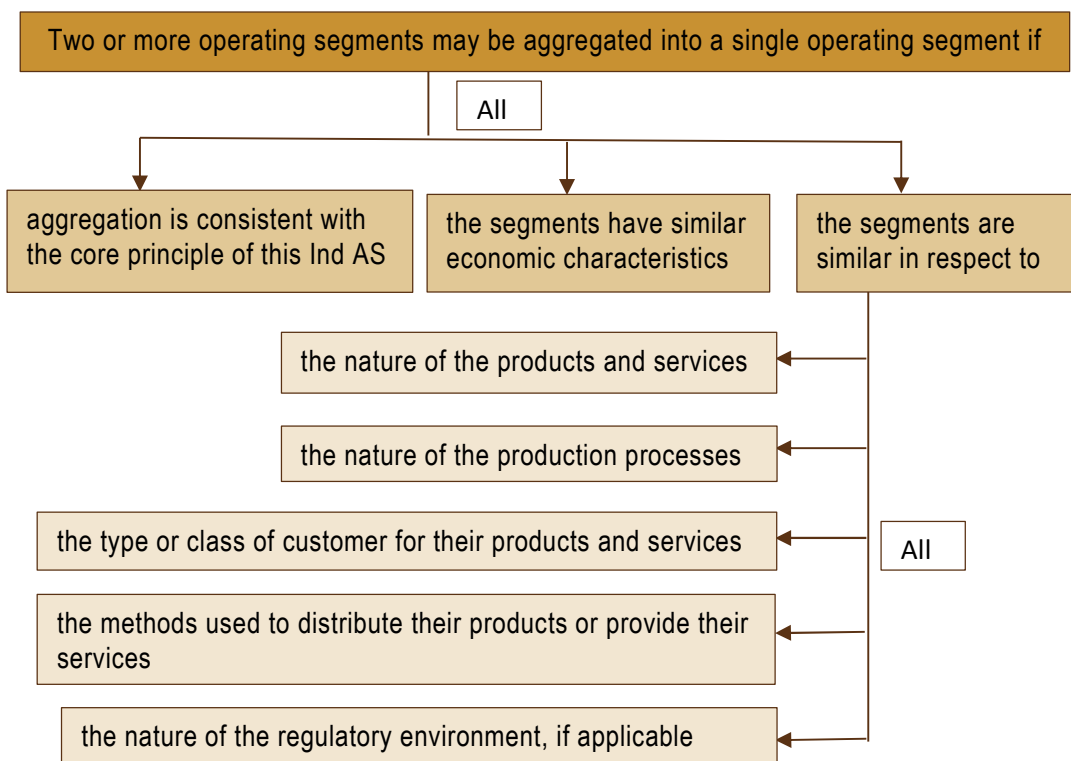 Two or more operating segments may be aggregated into a single operating segment if
All
aggregation is consistent with
the core principle of this Ind AS
the segments have similar
economic characteristics
the segments are
similar in respect to
the nature of the products and services
the nature of the production processes
the type or class of customer for their products and services
All
the methods used to distribute their products or provide their
services
the nature of the regulatory environment, if applicable